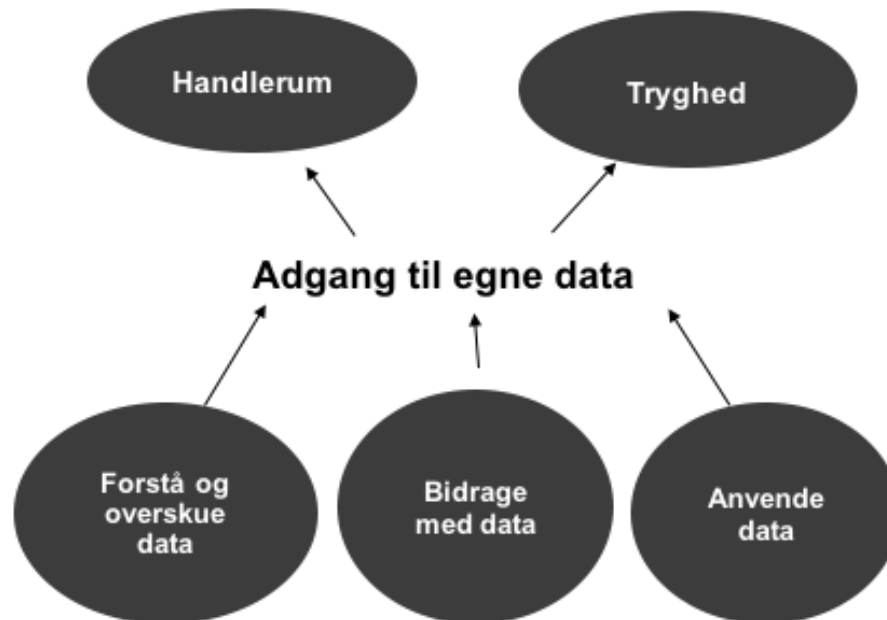 Handlerum
Tryghed
Adgang til egne data
Forstå og
overskue
data
Bidrage
med data
Anvende
data